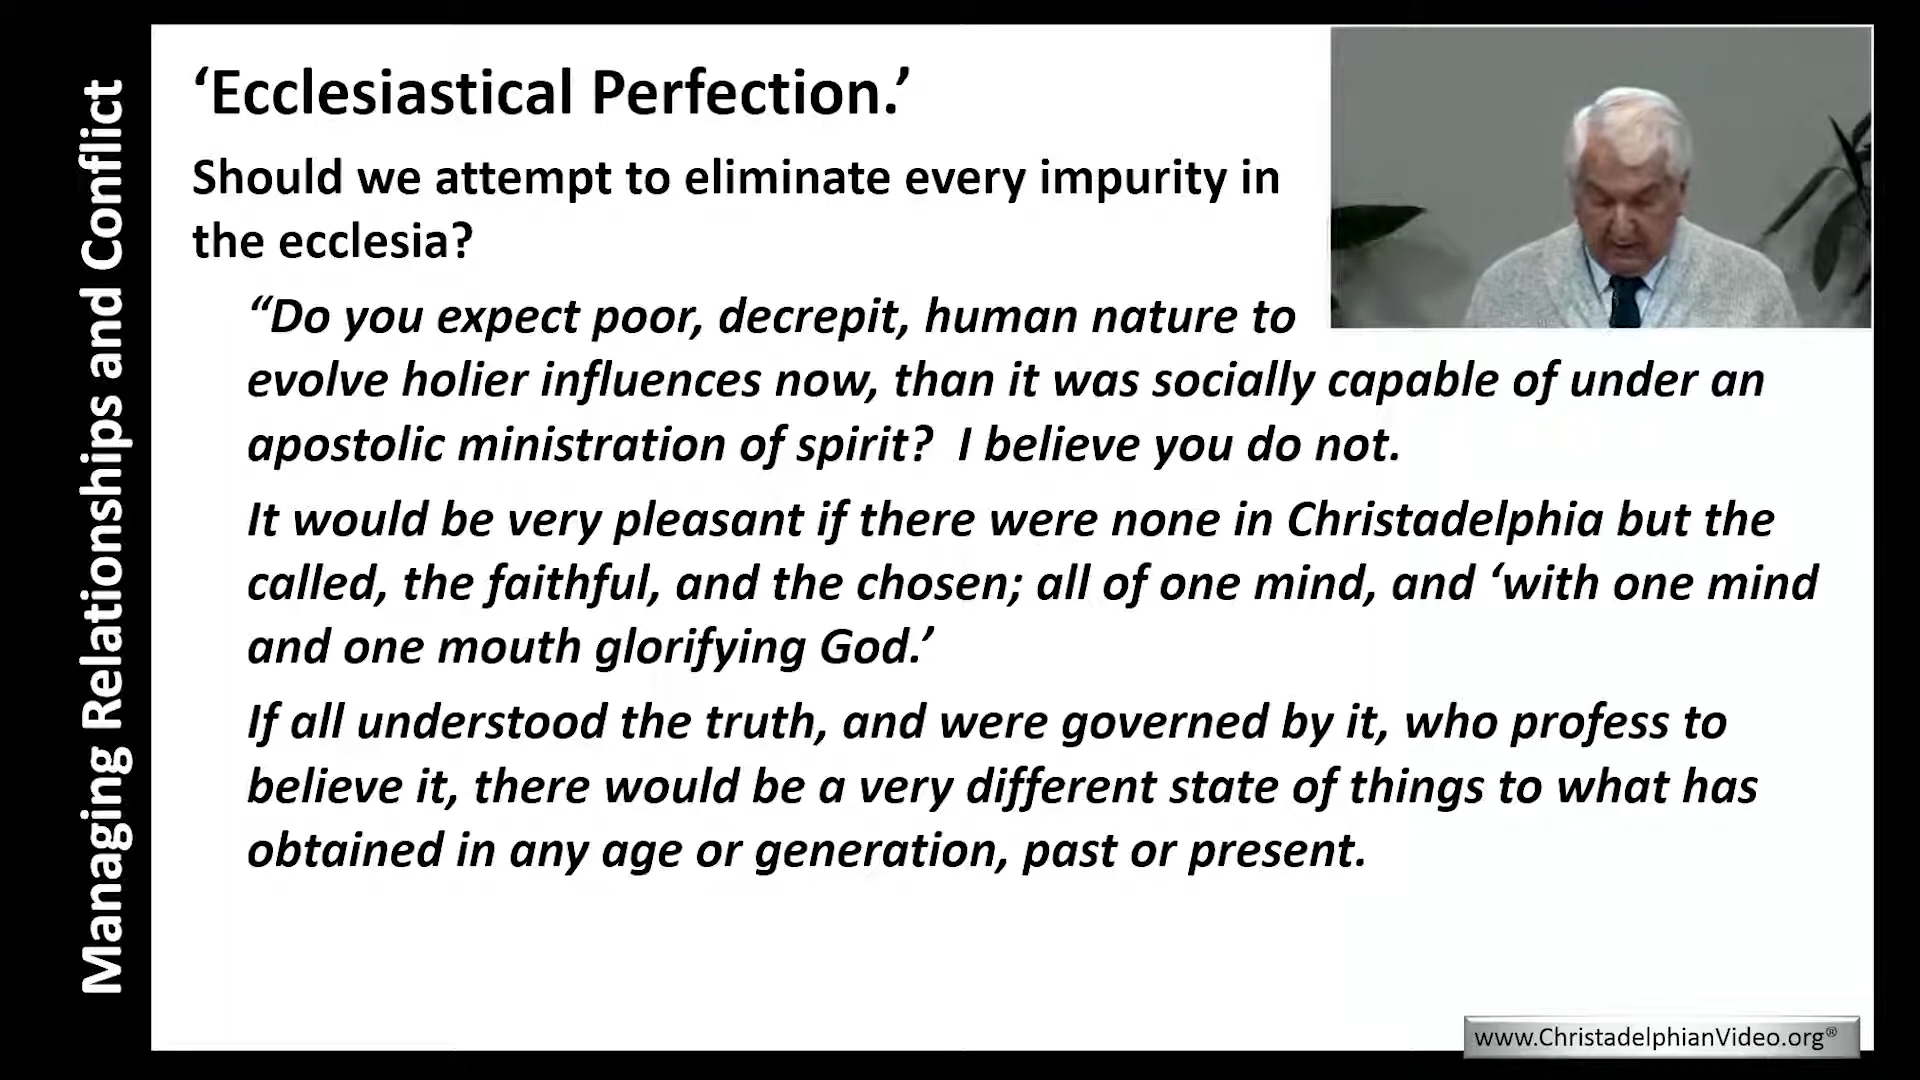 Managing Relationships and Conflict
‘Ecclesiastical Perfection.’
Should we attempt to eliminate every impurity in
the ecclesia?
“Do you expect poor, decrepit, human nature to
evolve holier influences now, than it was socially capable of under an
apostolic ministration of spirit?  I believe you do not.
It would be very pleasant if there were none in Christadelphia but the
called, the faithful, and the chosen; all of one mind, and ‘with one mind
and one mouth glorifying God.’
If all understood the truth, and were governed by it, who profess to
believe it, there would be a very different state of things to what has
obtained in any age or generation, past or present.
www.ChristadelphianVideo.org®